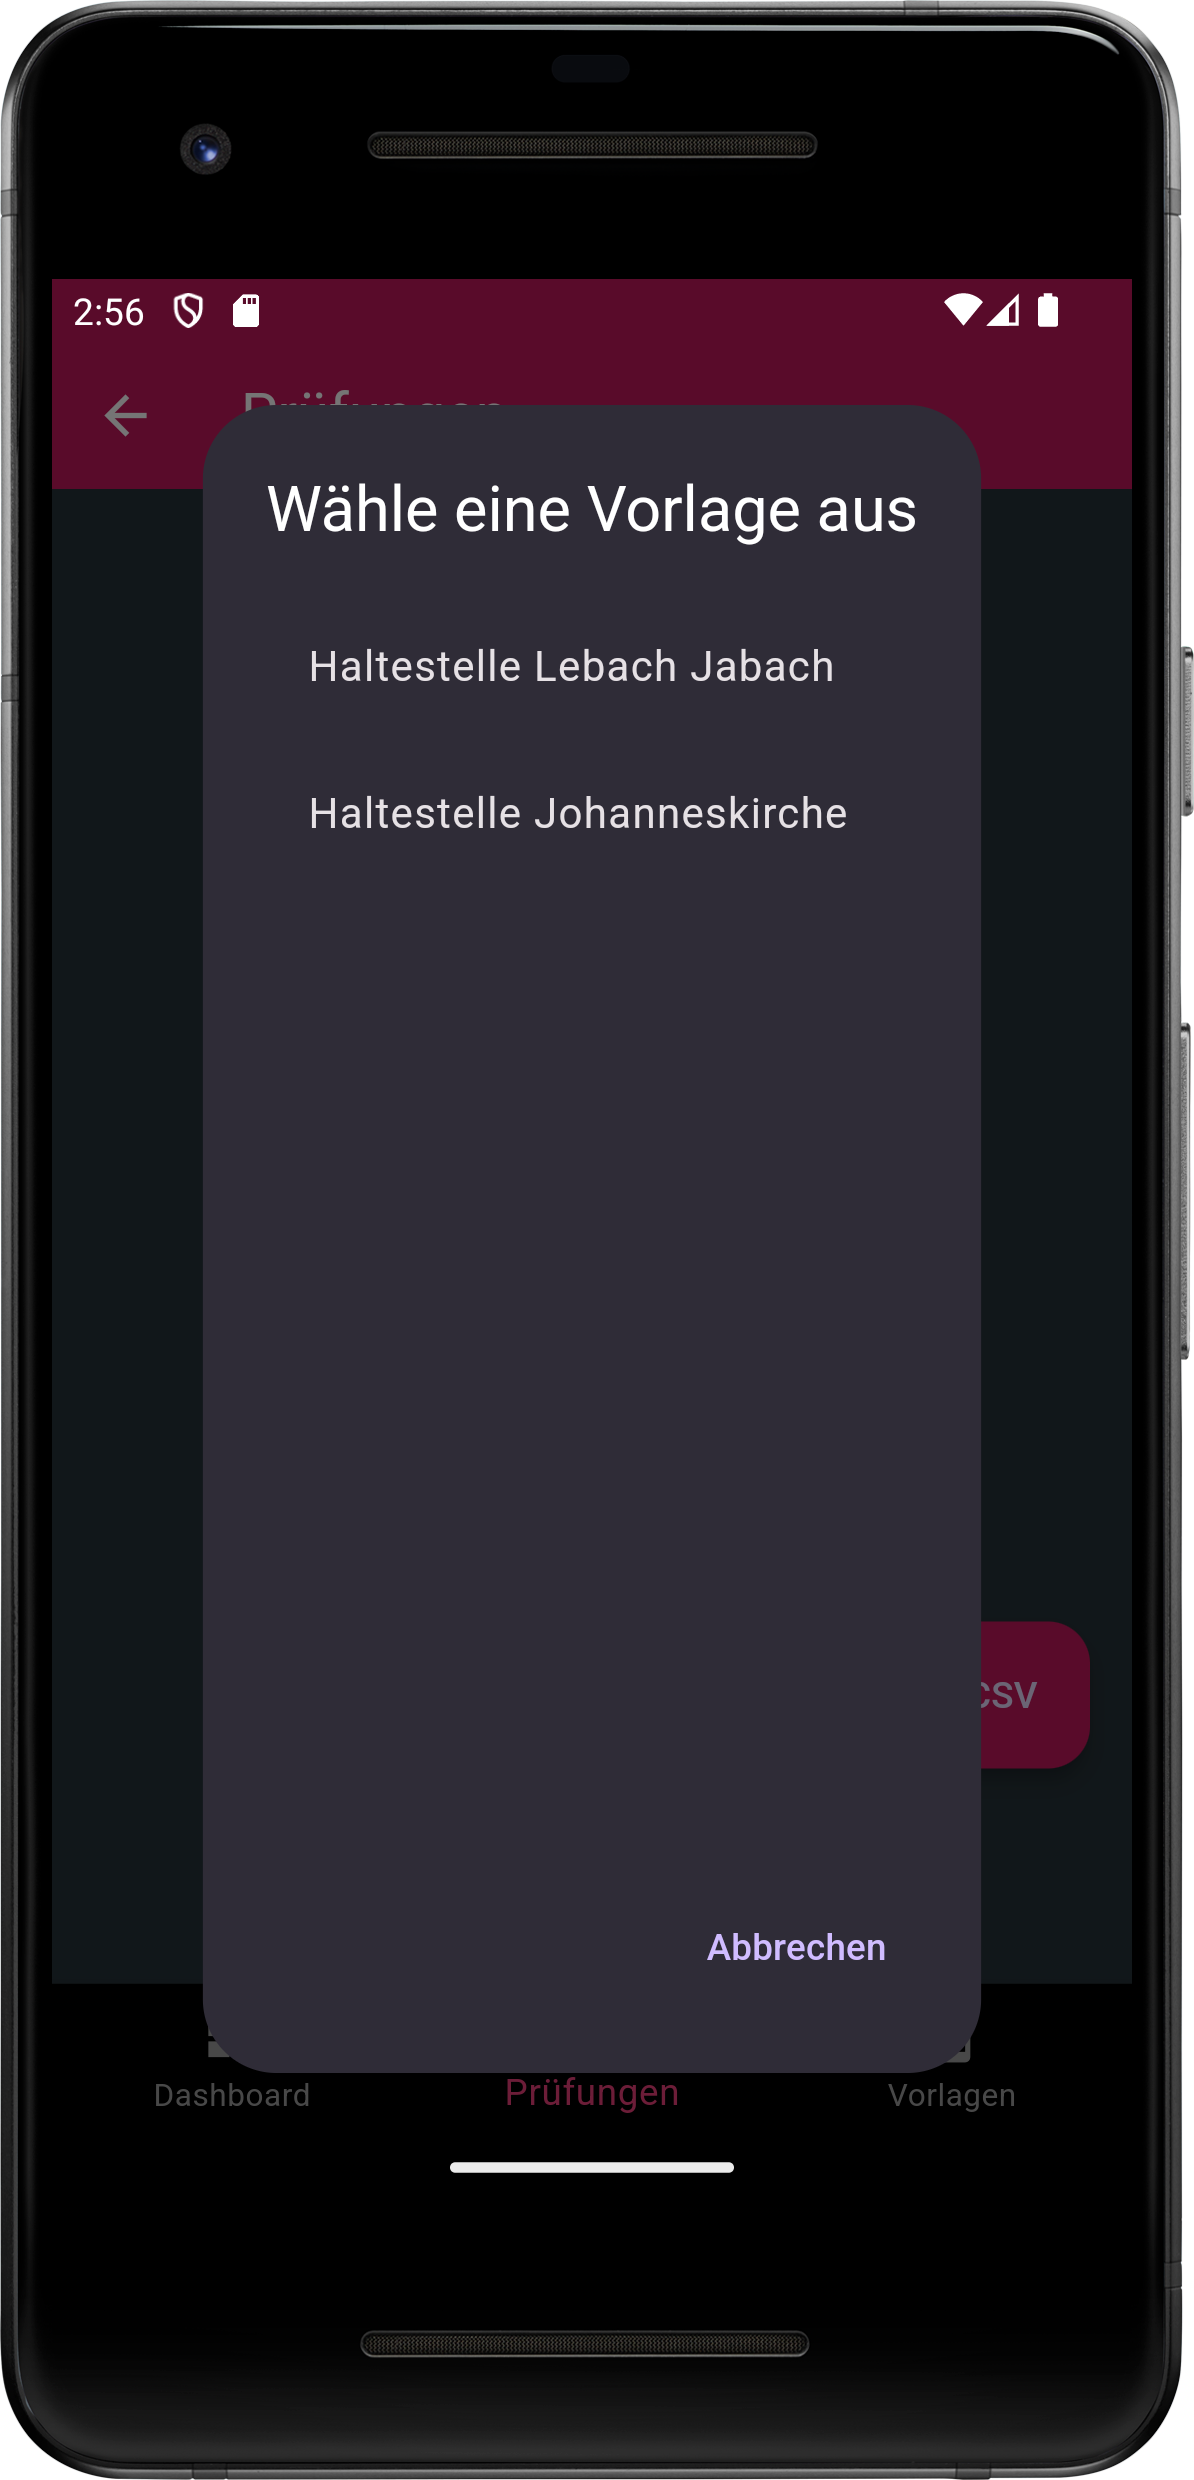 2:56
Prüfungen
Wähle eine Vorlage aus
Haltestelle Lebach Jabach
Haltestelle Johanneskirche
CSV
Abbrechen
Dashboard
Prüfungen
Vorlagen